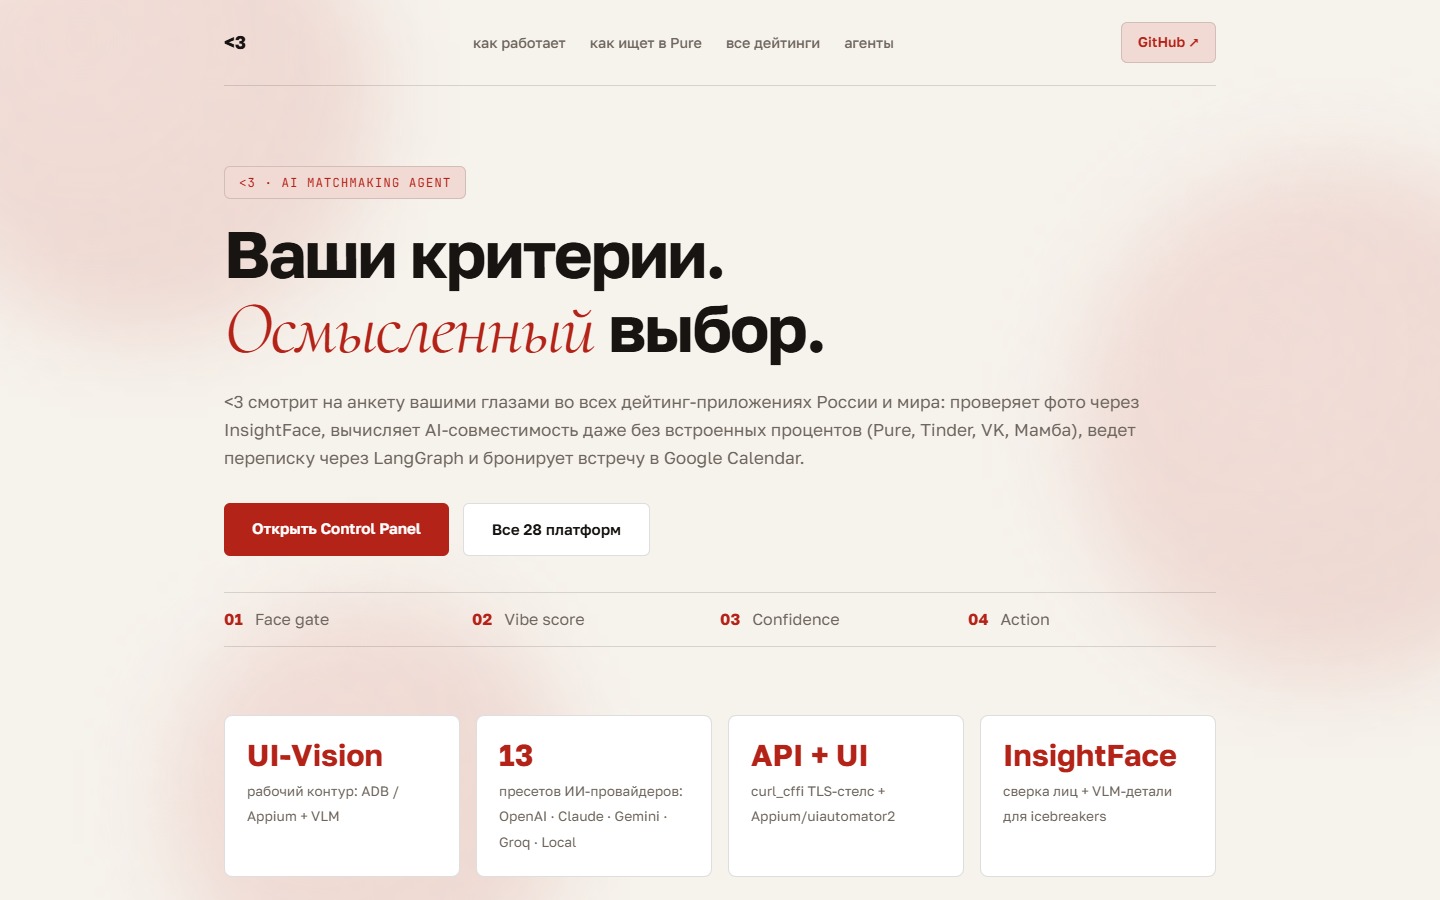 <3
как работает
как ищет в Pure
все дейтинги
агенты
GitHub ↗
<3 · AI MATCHMAKING AGENT
Ваши критерии.
Осмысленный выбор.
<3 смотрит на анкету вашими глазами во всех дейтинг-приложениях России и мира: проверяет фото через
InsightFace, вычисляет AI-совместимость даже без встроенных процентов (Pure, Tinder, VK, Мамба), ведет
переписку через LangGraph и бронирует встречу в Google Calendar.
Открыть Control Panel
Все 28 платформ
01 Face gate
02 Vibe score
03 Confidence
04 Action
UI-Vision
рабочий контур: ADB /
Appium + VLM
13
пресетов ИИ-провайдеров:
OpenAI · Claude · Gemini ·
Groq · Local
API + UI
curl_cffi TLS-стелс +
Appium/uiautomator2
InsightFace
сверка лиц + VLM-детали
для icebreakers